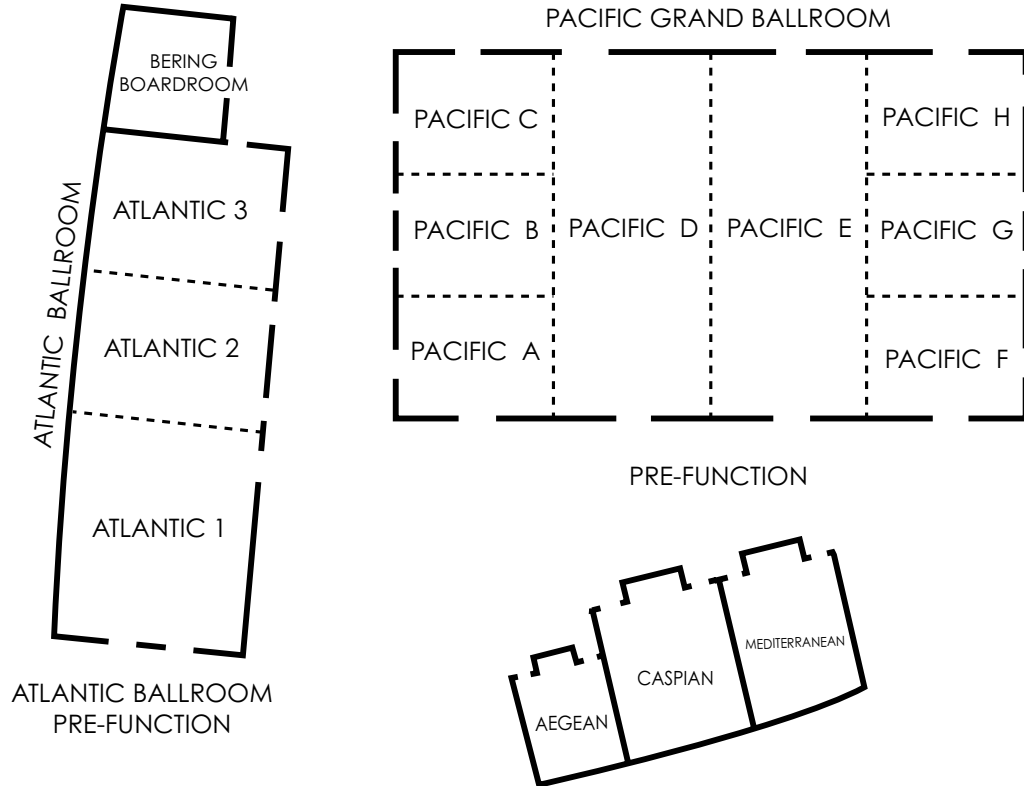 PACIFIC GRAND BALLROOM
BERING
BOARDROOM
PACIFIC C
PACIFIC H
ATLANTIC 3
PACIFIC B
PACIFIC D
PACIFIC E
PACIFIC G
ATLANTIC BALLROOM
ATLANTIC 2
PACIFIC A
PACIFIC F
PRE-FUNCTION
ATLANTIC 1
MEDITERRANEAN
CASPIAN
ATLANTIC BALLROOM
PRE-FUNCTION
AEGEAN